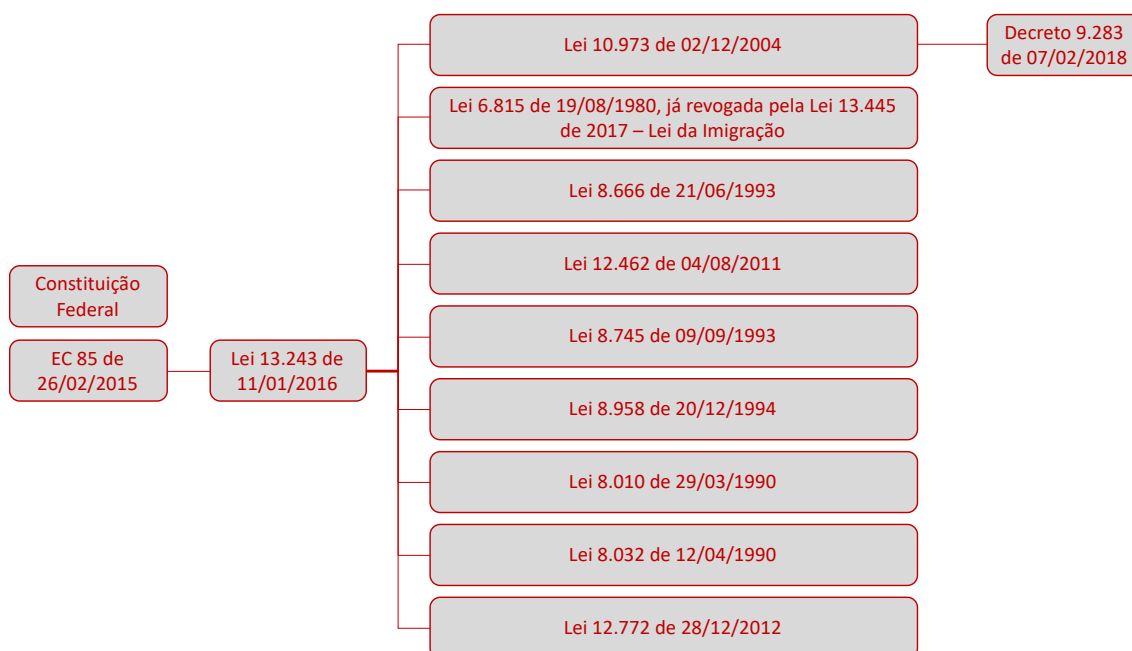 Constituição
Federal
EC 85 de
26/02/2015
Lei 13.243 de
11/01/2016
Lei 10.973 de 02/12/2004
Decreto 9.283
de 07/02/2018
Lei 6.815 de 19/08/1980, já revogada pela Lei 13.445
de 2017 – Lei da Imigração
Lei 8.666 de 21/06/1993
Lei 12.462 de 04/08/2011
Lei 8.745 de 09/09/1993
Lei 8.958 de 20/12/1994
Lei 8.010 de 29/03/1990
Lei 8.032 de 12/04/1990
Lei 12.772 de 28/12/2012